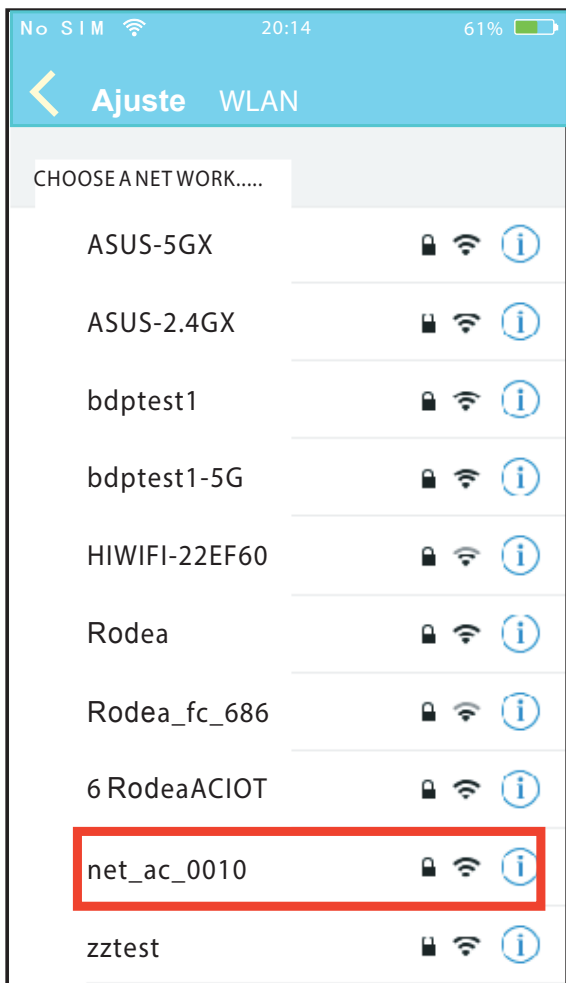 No SIM 20:14 61%
Ajuste WLAN
CHOOSE A NET WORK.....
ASUS-5GX
ASUS-2.4GX
bdptest1
bdptest1-5G
HIWIFI-22EF60
Rodea
Rodea_fc_686
6 RodeaACIOT
net_ac_0010
zztest